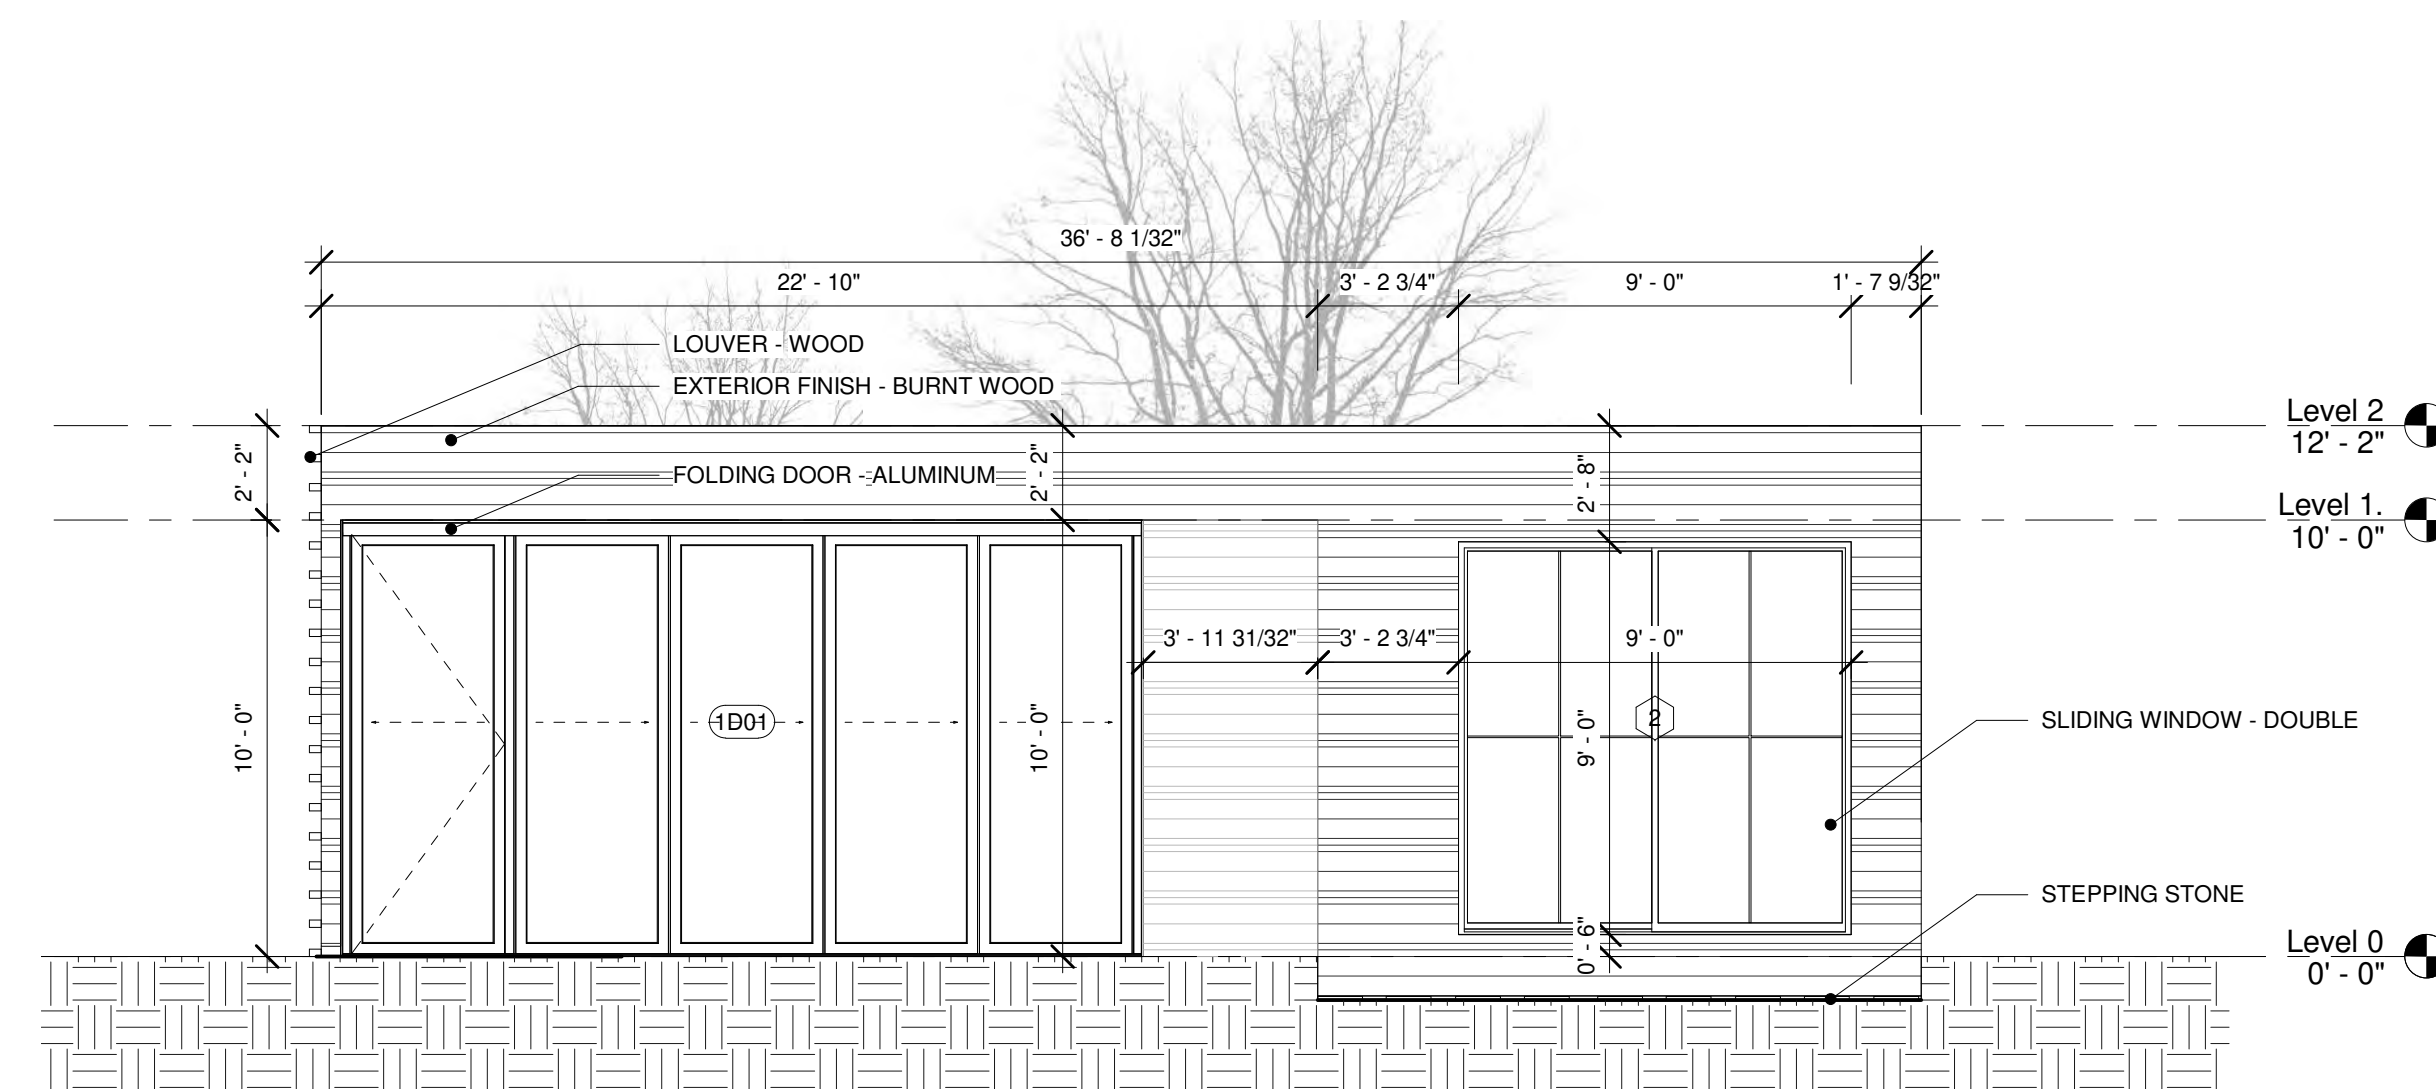 36' - 8 1/32"
22' - 10"
3' - 2 3/4"
9' - 0"
1' - 7 9/32"
LOUVER - WOOD
EXTERIOR FINISH - BURNT WOOD
FOLDING DOOR - ALUMINUM
2' - 2"
2' - 2"
2' - 8"
Level 2
12' - 2"
Level 1.
10' - 0"
3' - 11 31/32"
3' - 2 3/4"
9' - 0"
10' - 0"
1D01
10' - 0"
9' - 0"
2
SLIDING WINDOW - DOUBLE
STEPPING STONE
0' - 6"
Level 0
0' - 0"